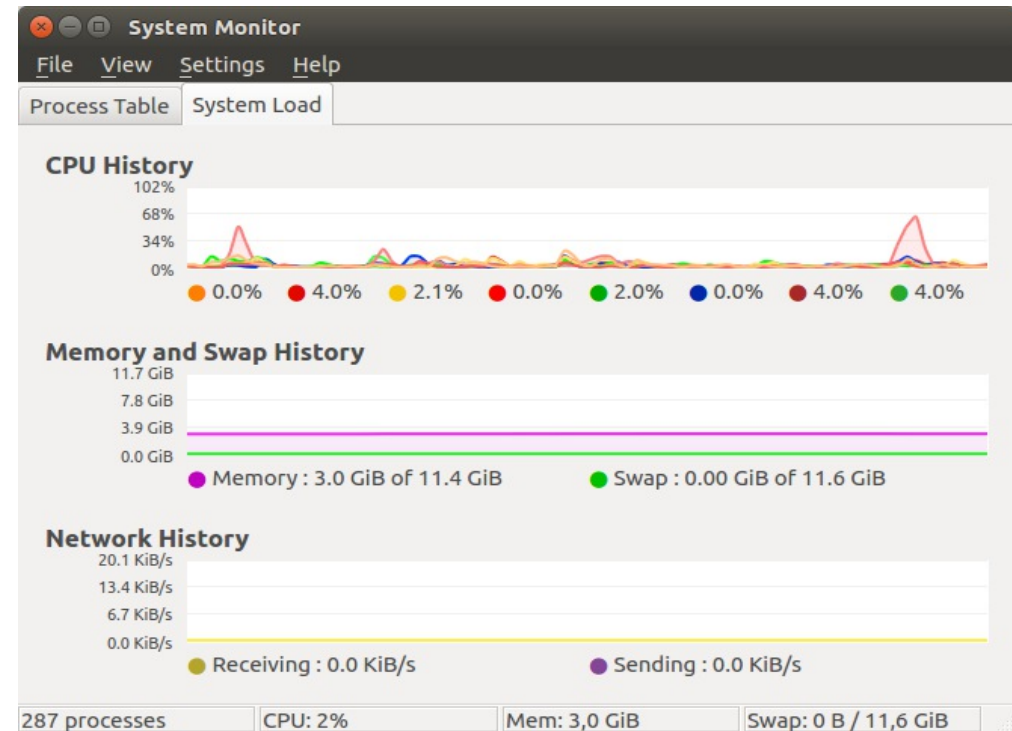 System Monitor
File View Settings Help
Process Table System Load
CPU History
102%
68%
34%
0%
0.0% 4.0% 2.1% 0.0% 2.0% 0.0% 4.0% 4.0%
Memory and Swap History
11.7 GiB
7.8 GiB
3.9 GiB
0.0 GiB
Memory : 3.0 GiB of 11.4 GiB Swap : 0.00 GiB of 11.6 GiB
Network History
20.1 KiB/s
13.4 KiB/s
6.7 KiB/s
0.0 KiB/s
Receiving : 0.0 KiB/s Sending : 0.0 KiB/s
287 processes CPU: 2% Mem: 3,0 GiB Swap: 0 B / 11,6 GiB